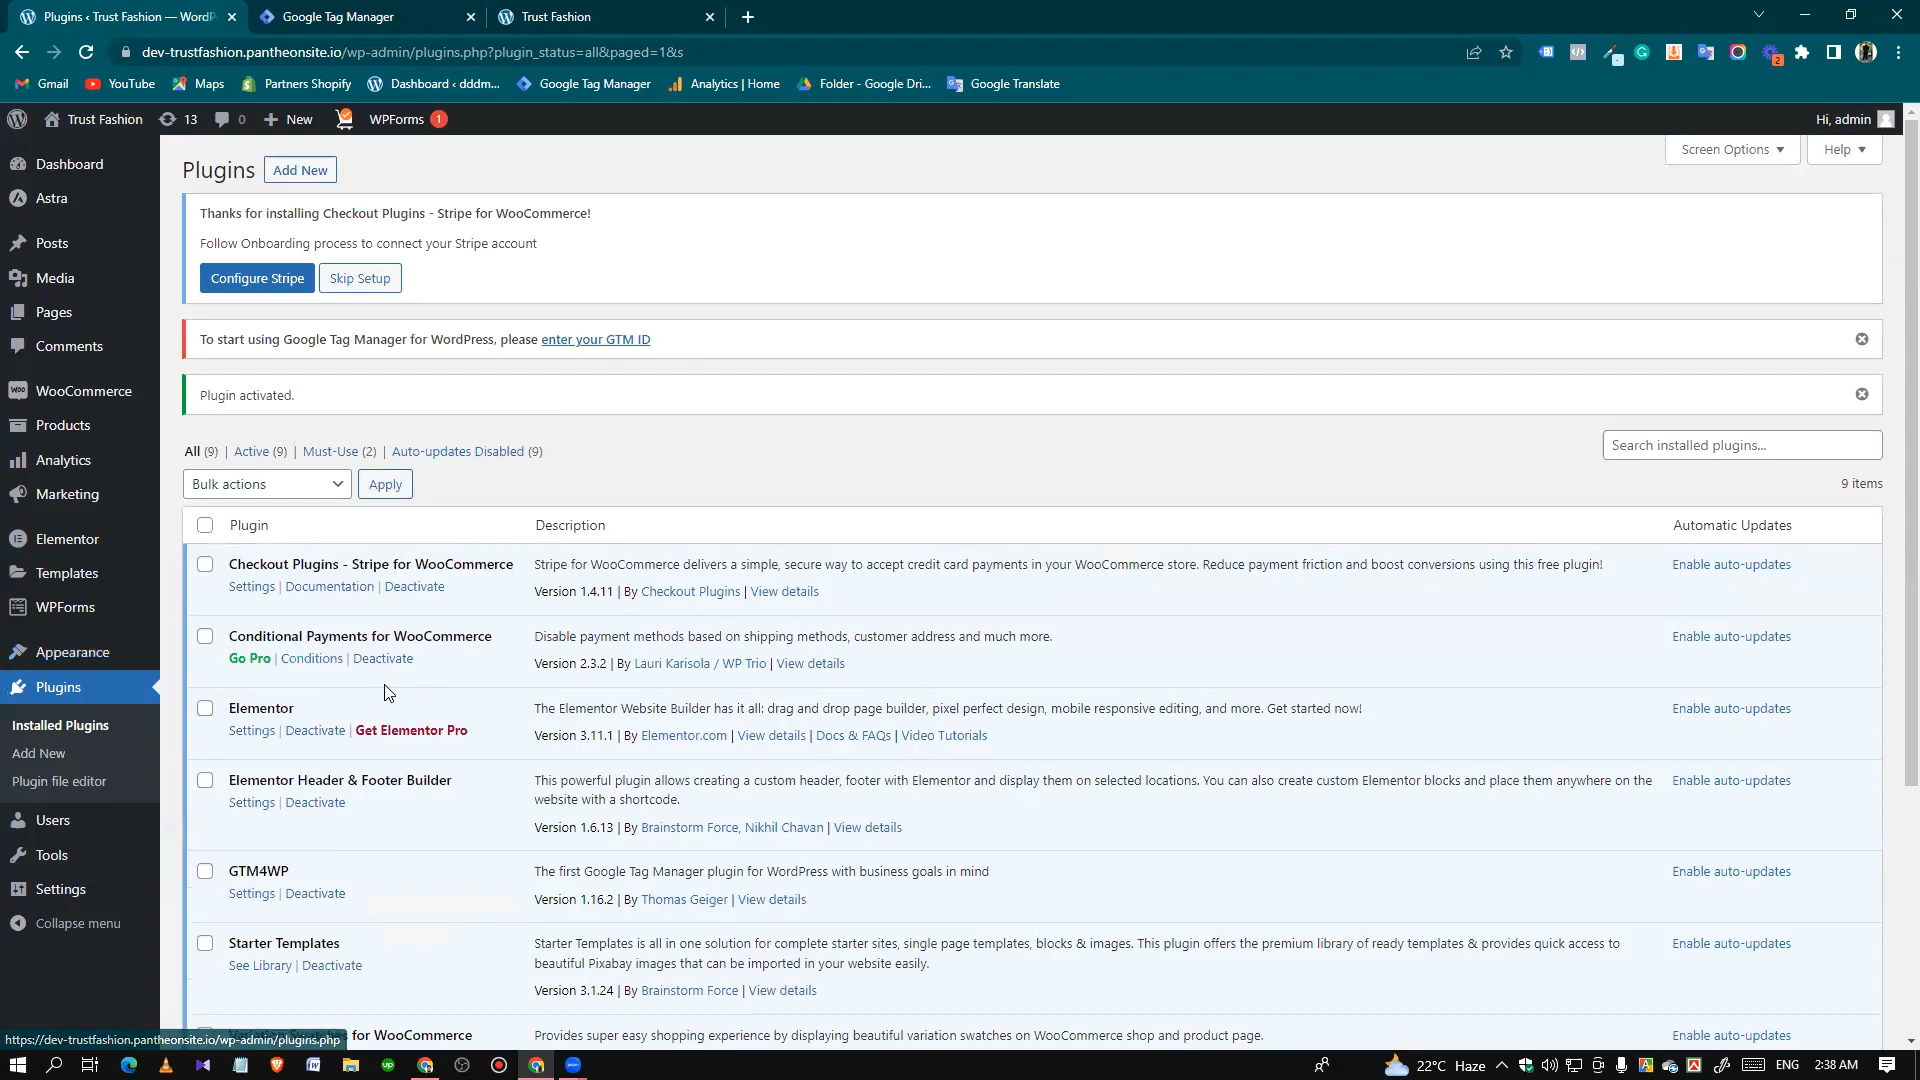 Plugins ‹ Trust Fashion — WordP
Google Tag Manager
Trust Fashion
dev-trustfashion.pantheonsite.io/wp-admin/plugins.php?plugin_status=all&paged=1&s
2
Gmail
YouTube
Maps
Partners Shopify
Dashboard ‹ dddm...
Google Tag Manager
Analytics | Home
Folder - Google Dri...
Google Translate
Trust Fashion
13
0
New
WPForms 1
Hi, admin
Dashboard
Astra
Posts
Media
Pages
Comments
WooCommerce
Products
Analytics
Marketing
Elementor
Templates
WPForms
Appearance
Plugins
Installed Plugins
Add New
Plugin file editor
Users
Tools
Settings
Collapse menu
Screen Options
Help
Plugins Add New
Thanks for installing Checkout Plugins - Stripe for WooCommerce!
Follow Onboarding process to connect your Stripe account
Configure Stripe Skip Setup
To start using Google Tag Manager for WordPress, please enter your GTM ID
Plugin activated.
All (9) | Active (9) | Must-Use (2) | Auto-updates Disabled (9)
Search installed plugins...
Bulk actions Apply
9 items
Plugin Description Automatic Updates
Checkout Plugins - Stripe for WooCommerce
Settings | Documentation | Deactivate
Stripe for WooCommerce delivers a simple, secure way to accept credit card payments in your WooCommerce store. Reduce payment friction and boost conversions using this free plugin!
Version 1.4.11 | By Checkout Plugins | View details
Enable auto-updates
Conditional Payments for WooCommerce
Go Pro | Conditions | Deactivate
Disable payment methods based on shipping methods, customer address and much more.
Version 2.3.2 | By Lauri Karisola / WP Trio | View details
Enable auto-updates
Elementor
Settings | Deactivate | Get Elementor Pro
The Elementor Website Builder has it all: drag and drop page builder, pixel perfect design, mobile responsive editing, and more. Get started now!
Version 3.11.1 | By Elementor.com | View details | Docs & FAQs | Video Tutorials
Enable auto-updates
Elementor Header & Footer Builder
Settings | Deactivate
This powerful plugin allows creating a custom header, footer with Elementor and display them on selected locations. You can also create custom Elementor blocks and place them anywhere on the
website with a shortcode.
Version 1.6.13 | By Brainstorm Force, Nikhil Chavan | View details
Enable auto-updates
GTM4WP
Settings | Deactivate
The first Google Tag Manager plugin for WordPress with business goals in mind
Version 1.16.2 | By Thomas Geiger | View details
Enable auto-updates
Starter Templates
See Library | Deactivate
Starter Templates is all in one solution for complete starter sites, single page templates, blocks & images. This plugin offers the premium library of ready templates & provides quick access to
beautiful Pixabay images that can be imported in your website easily.
Version 3.1.24 | By Brainstorm Force | View details
Enable auto-updates
for WooCommerce
Provides super easy shopping experience by displaying beautiful variation swatches on WooCommerce shop and product page.
Enable auto-updates
https://dev-trustfashion.pantheonsite.io/wp-admin/plugins.php
22°C Haze
ENG
2:38 AM